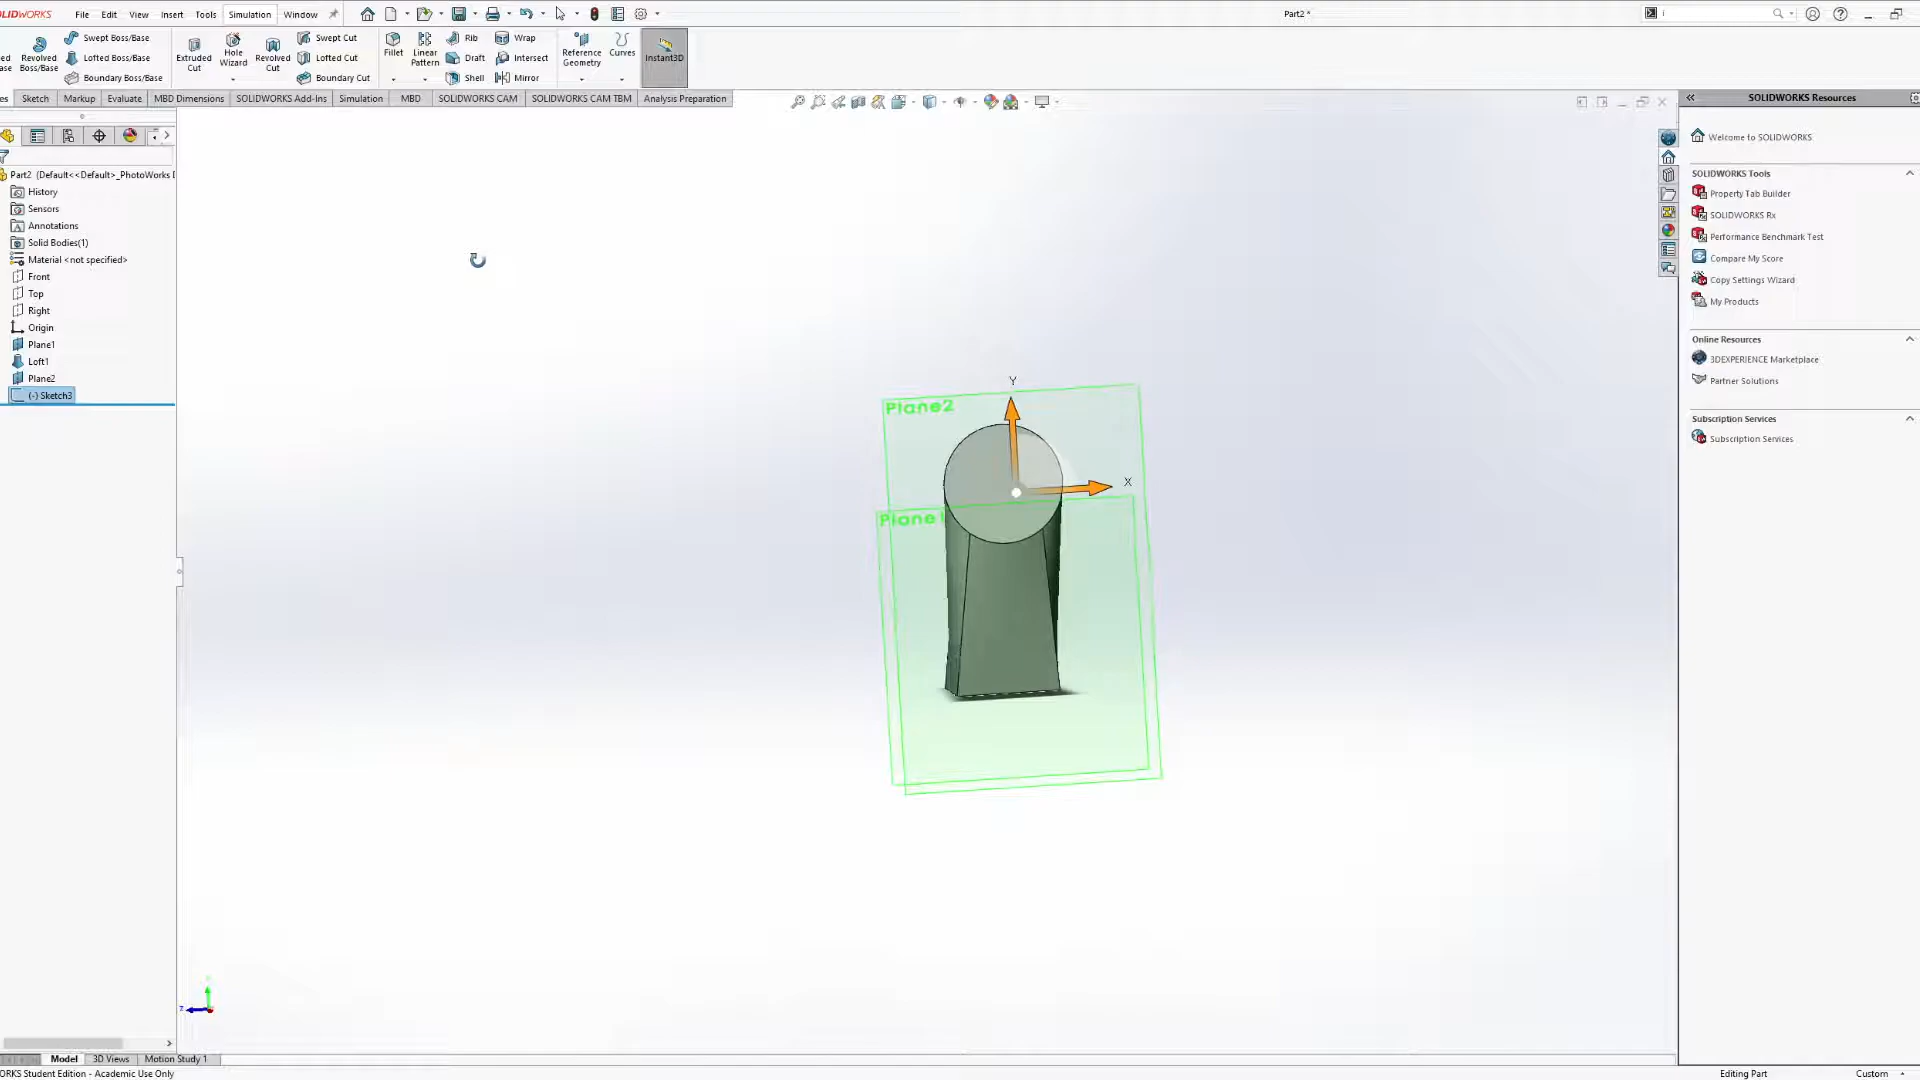 OLIDWORKS File Edit View Insert Tools Simulation Window Part2 *
Swept Boss/Base Swept Cut Rib Wrap
Revolved Boss/Base Lofted Boss/Base Extruded Cut Hole Wizard Revolved Cut Lofted Cut Fillet Linear Pattern Draft Intersect Reference Geometry Curves Instant3D
Boundary Boss/Base Boundary Cut Shell Mirror
Sketch Markup Evaluate MBD Dimensions SOLIDWORKS Add-Ins Simulation MBD SOLIDWORKS CAM SOLIDWORKS CAM TBM Analysis Preparation
Part2 (Default<<Default>_PhotoWorks
History
Sensors
Annotations
Solid Bodies(1)
Material <not specified>
Front
Top
Right
Origin
Plane1
Loft1
Plane2
(-) Sketch3
Y
Plane2
X
Plane1
SOLIDWORKS Resources
Welcome to SOLIDWORKS
SOLIDWORKS Tools
Property Tab Builder
SOLIDWORKS Rx
Performance Benchmark Test
Compare My Score
Copy Settings Wizard
My Products
Online Resources
3DEXPERIENCE Marketplace
Partner Solutions
Subscription Services
Subscription Services
Z
Model 3D Views Motion Study 1
ORKS Student Edition - Academic Use Only Editing Part Custom